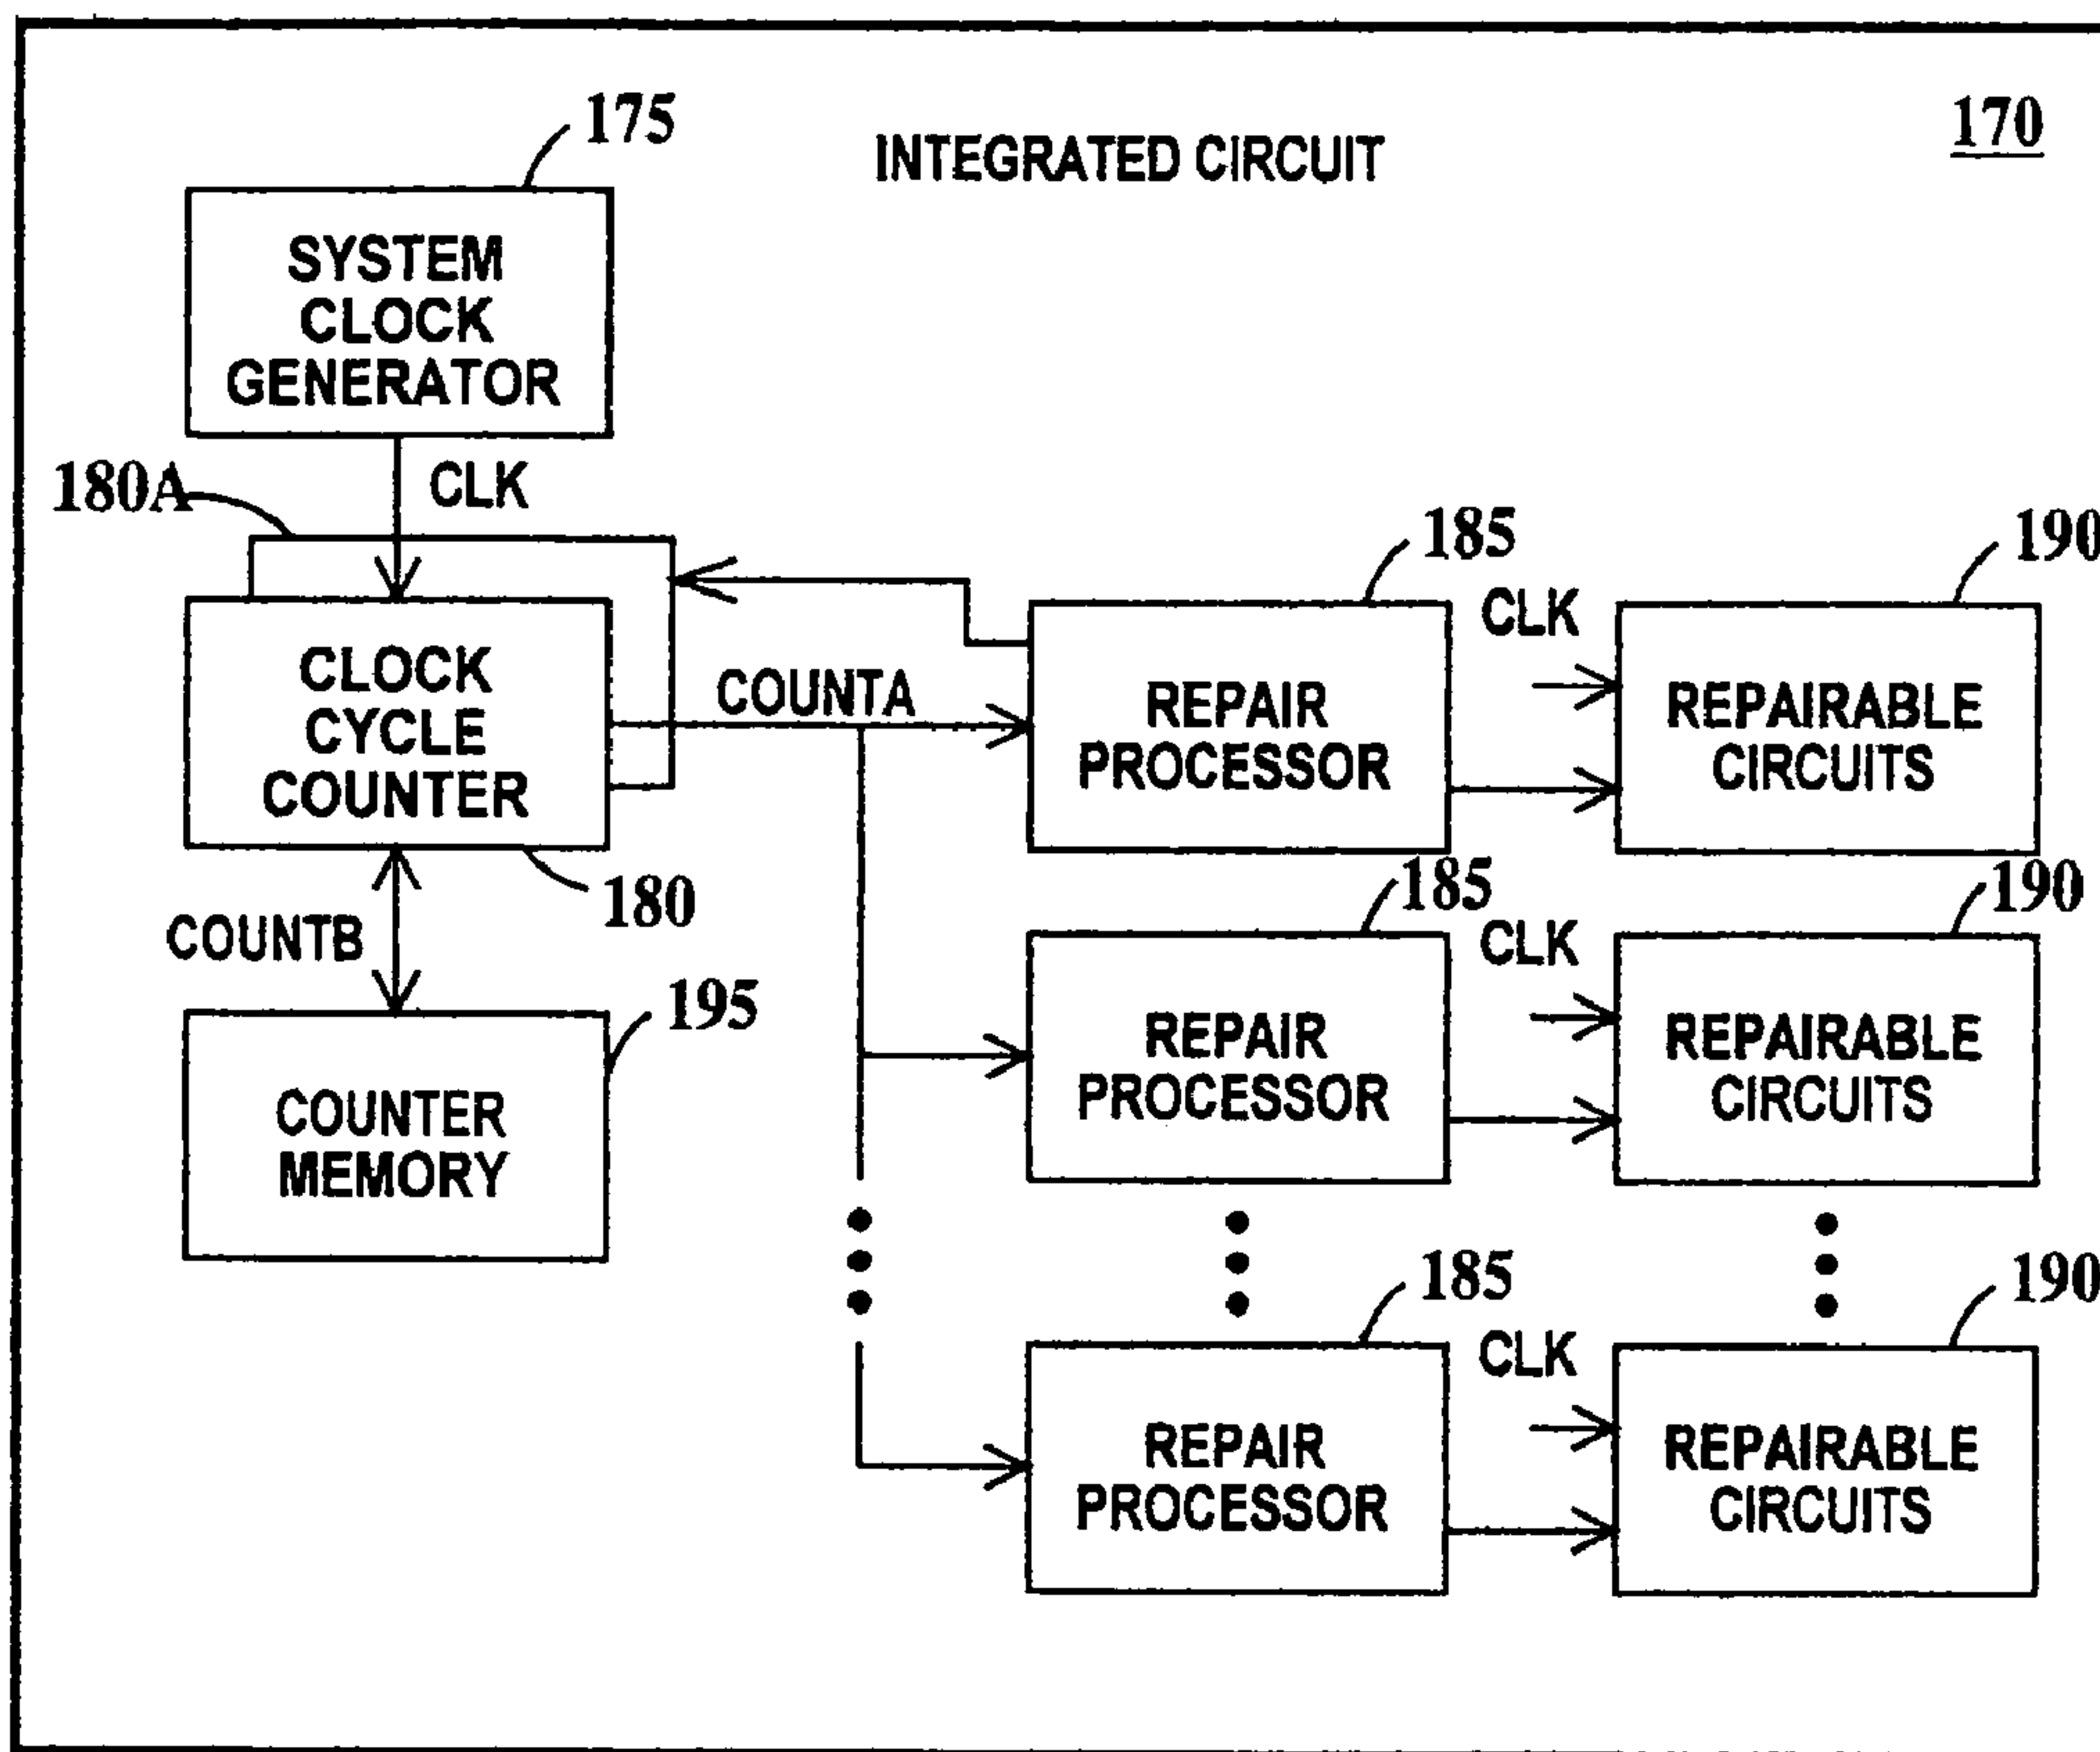 175
INTEGRATED CIRCUIT
170
SYSTEM
CLOCK
GENERATOR
CLK
180A
185
190
CLK
CLOCK
CYCLE
COUNTER
COUNTA
REPAIR
PROCESSOR
REPAIRABLE
CIRCUITS
180
COUNTB
185
190
CLK
195
COUNTER
MEMORY
REPAIR
PROCESSOR
REPAIRABLE
CIRCUITS
185
190
CLK
REPAIR
PROCESSOR
REPAIRABLE
CIRCUITS